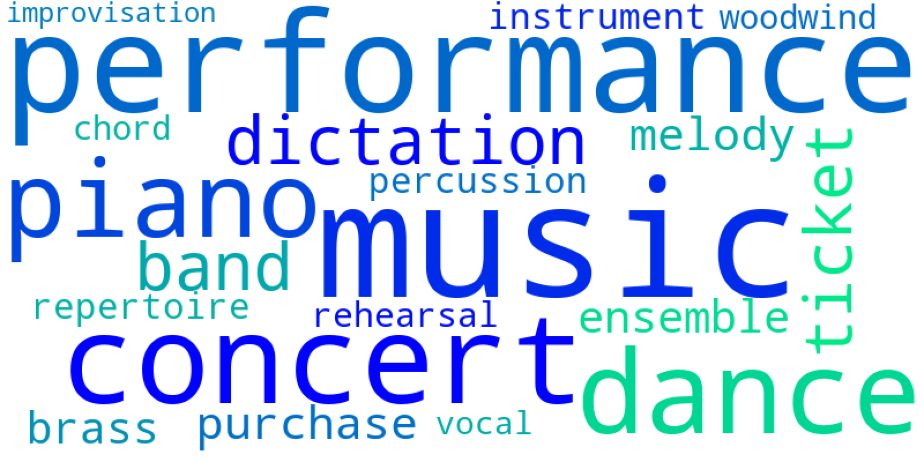 improvisation
instrument
woodwind
performance
chord
dictation
melody
ticket
piano
percussion
music
band
repertoire
rehearsal
ensemble
concert
dance
brass
purchase
vocal